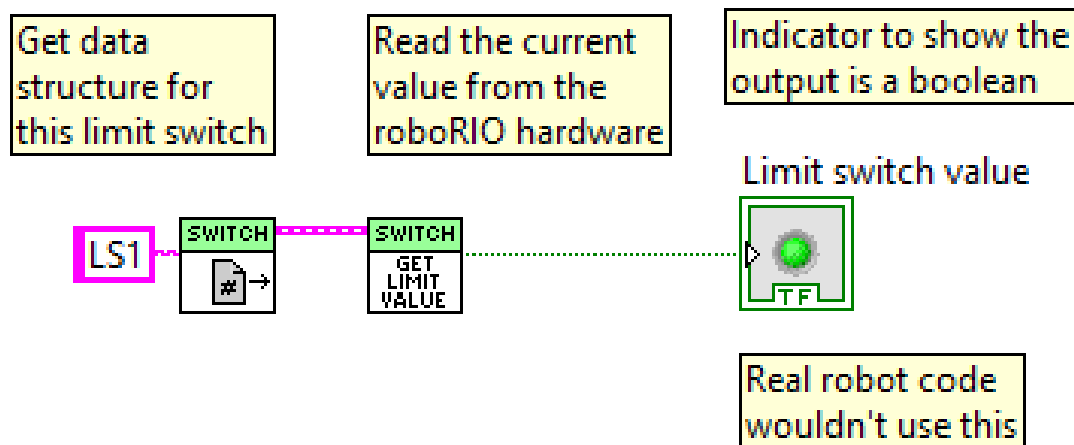 Get data
structure for
this limit switch
Read the current
value from the
roboRIO hardware
Indicator to show the
output is a boolean
Limit switch value
LS1
SWITCH
#
SWITCH
GET
LIMIT
VALUE
TF
Real robot code
wouldn't use this